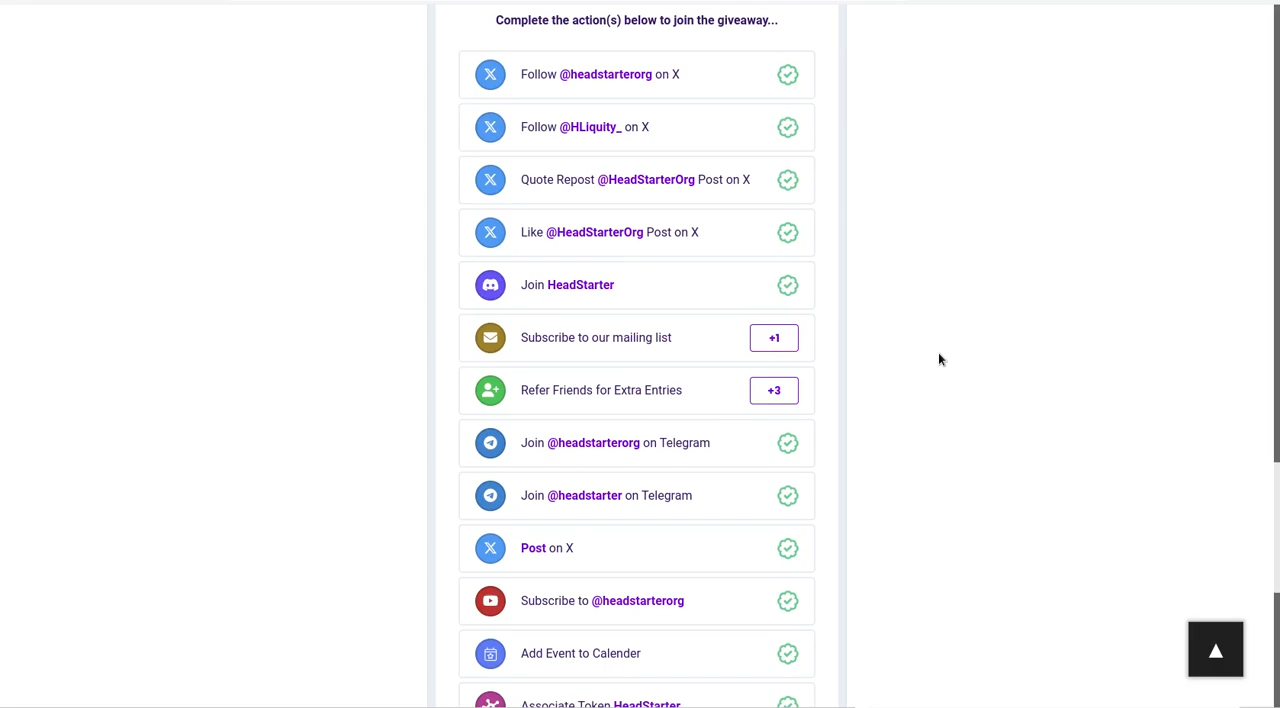 Complete the action(s) below to join the giveaway...
Follow @headstarterorg on X
Follow @HLiquity_ on X
Quote Repost @HeadStarterOrg Post on X
Like @HeadStarterOrg Post on X
Join HeadStarter
Subscribe to our mailing list +1
Refer Friends for Extra Entries +3
Join @headstarterorg on Telegram
Join @headstarter on Telegram
Post on X
Subscribe to @headstarterorg
Add Event to Calender
Associate Token HeadStarter